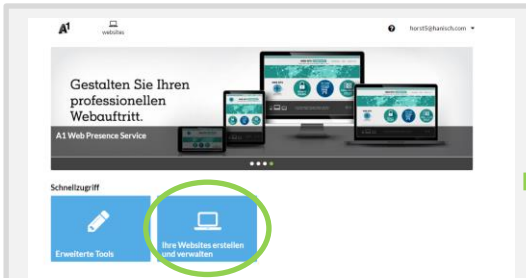 A1
websites
horst5@hanisch.com
Gestalten Sie Ihren
professionellen
Webauftritt.
A1 Web Presence Service
Schnellzugriff
Erweiterte Tools
Ihre Websites erstellen
und verwalten